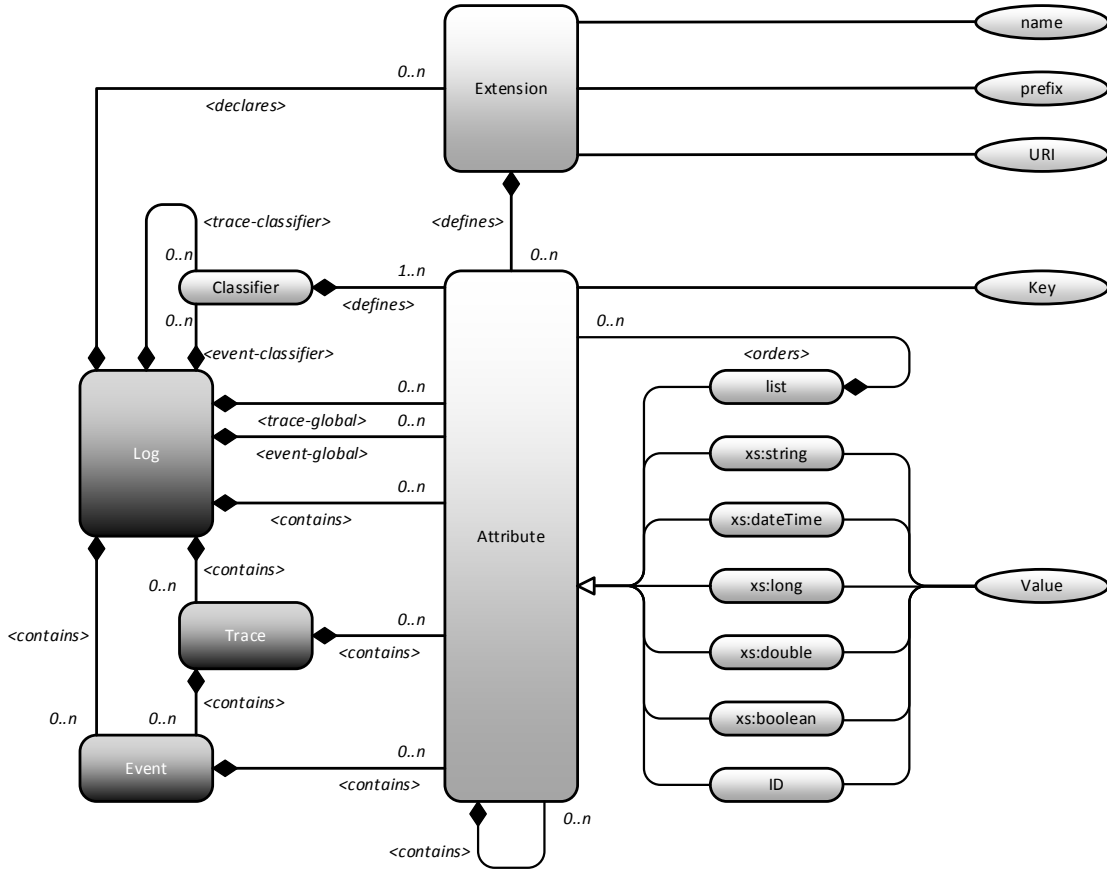 name
0..n
Extension
prefix
<declares>
URI
<trace-classifier>
<defines>
0..n
0..n
1..n
Classifier
Key
<defines>
0..n
0..n
<event-classifier>
<orders>
0..n
list
<trace-global>
0..n
Log
<event-global>
xs:string
0..n
<contains>
xs:dateTime
Attribute
<contains>
0..n
xs:long
Value
0..n
<contains>
Trace
<contains>
xs:double
<contains>
0..n
0..n
xs:boolean
0..n
Event
<contains>
ID
0..n
<contains>